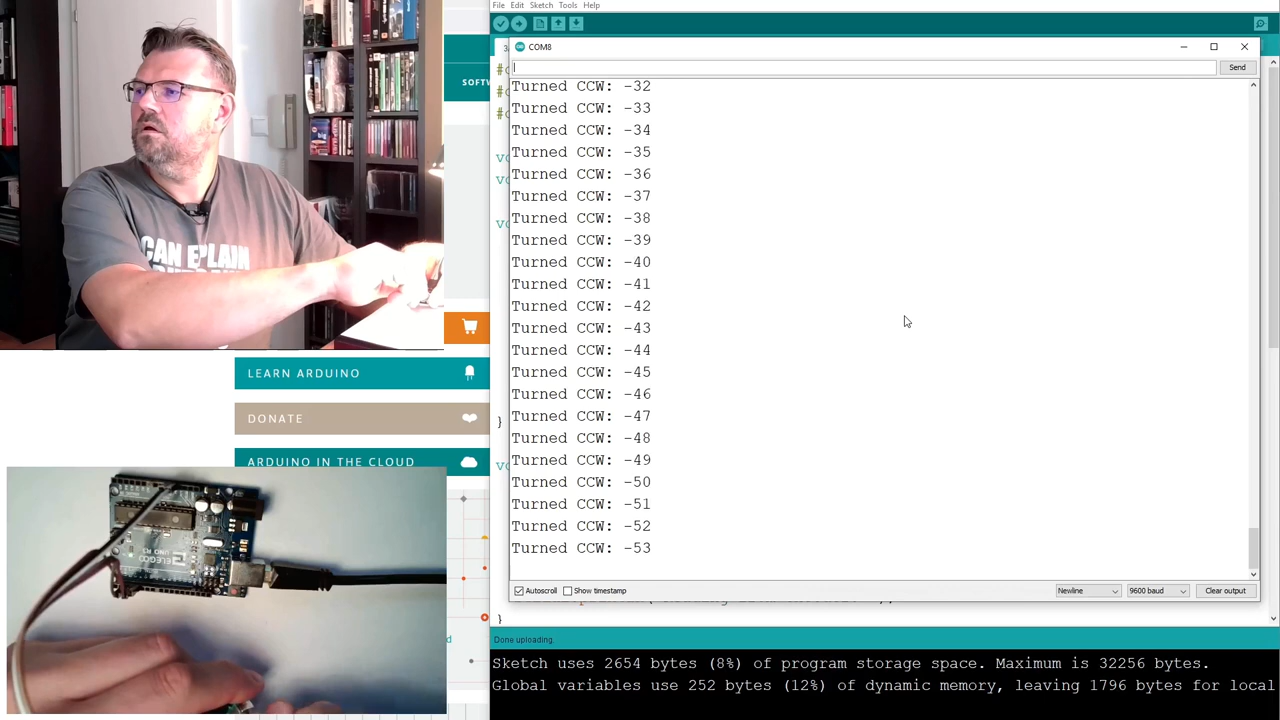 File Edit Sketch Tools Help
COM8
Send
SOFTW
#
#
#
Turned CCW: -32
Turned CCW: -33
Turned CCW: -34
Turned CCW: -35
Turned CCW: -36
Turned CCW: -37
Turned CCW: -38
Turned CCW: -39
Turned CCW: -40
Turned CCW: -41
Turned CCW: -42
Turned CCW: -43
Turned CCW: -44
Turned CCW: -45
Turned CCW: -46
Turned CCW: -47
Turned CCW: -48
Turned CCW: -49
Turned CCW: -50
Turned CCW: -51
Turned CCW: -52
Turned CCW: -53
CAN EXPLAIN
LEARN ARDUINO
DONATE
ARDUINO IN THE CLOUD
}
ELEGOO
UNO R3
Autoscroll Show timestamp Newline 9600 baud Clear output
}
Done uploading.
Sketch uses 2654 bytes (8%) of program storage space. Maximum is 32256 bytes.
Global variables use 252 bytes (12%) of dynamic memory, leaving 1796 bytes for local